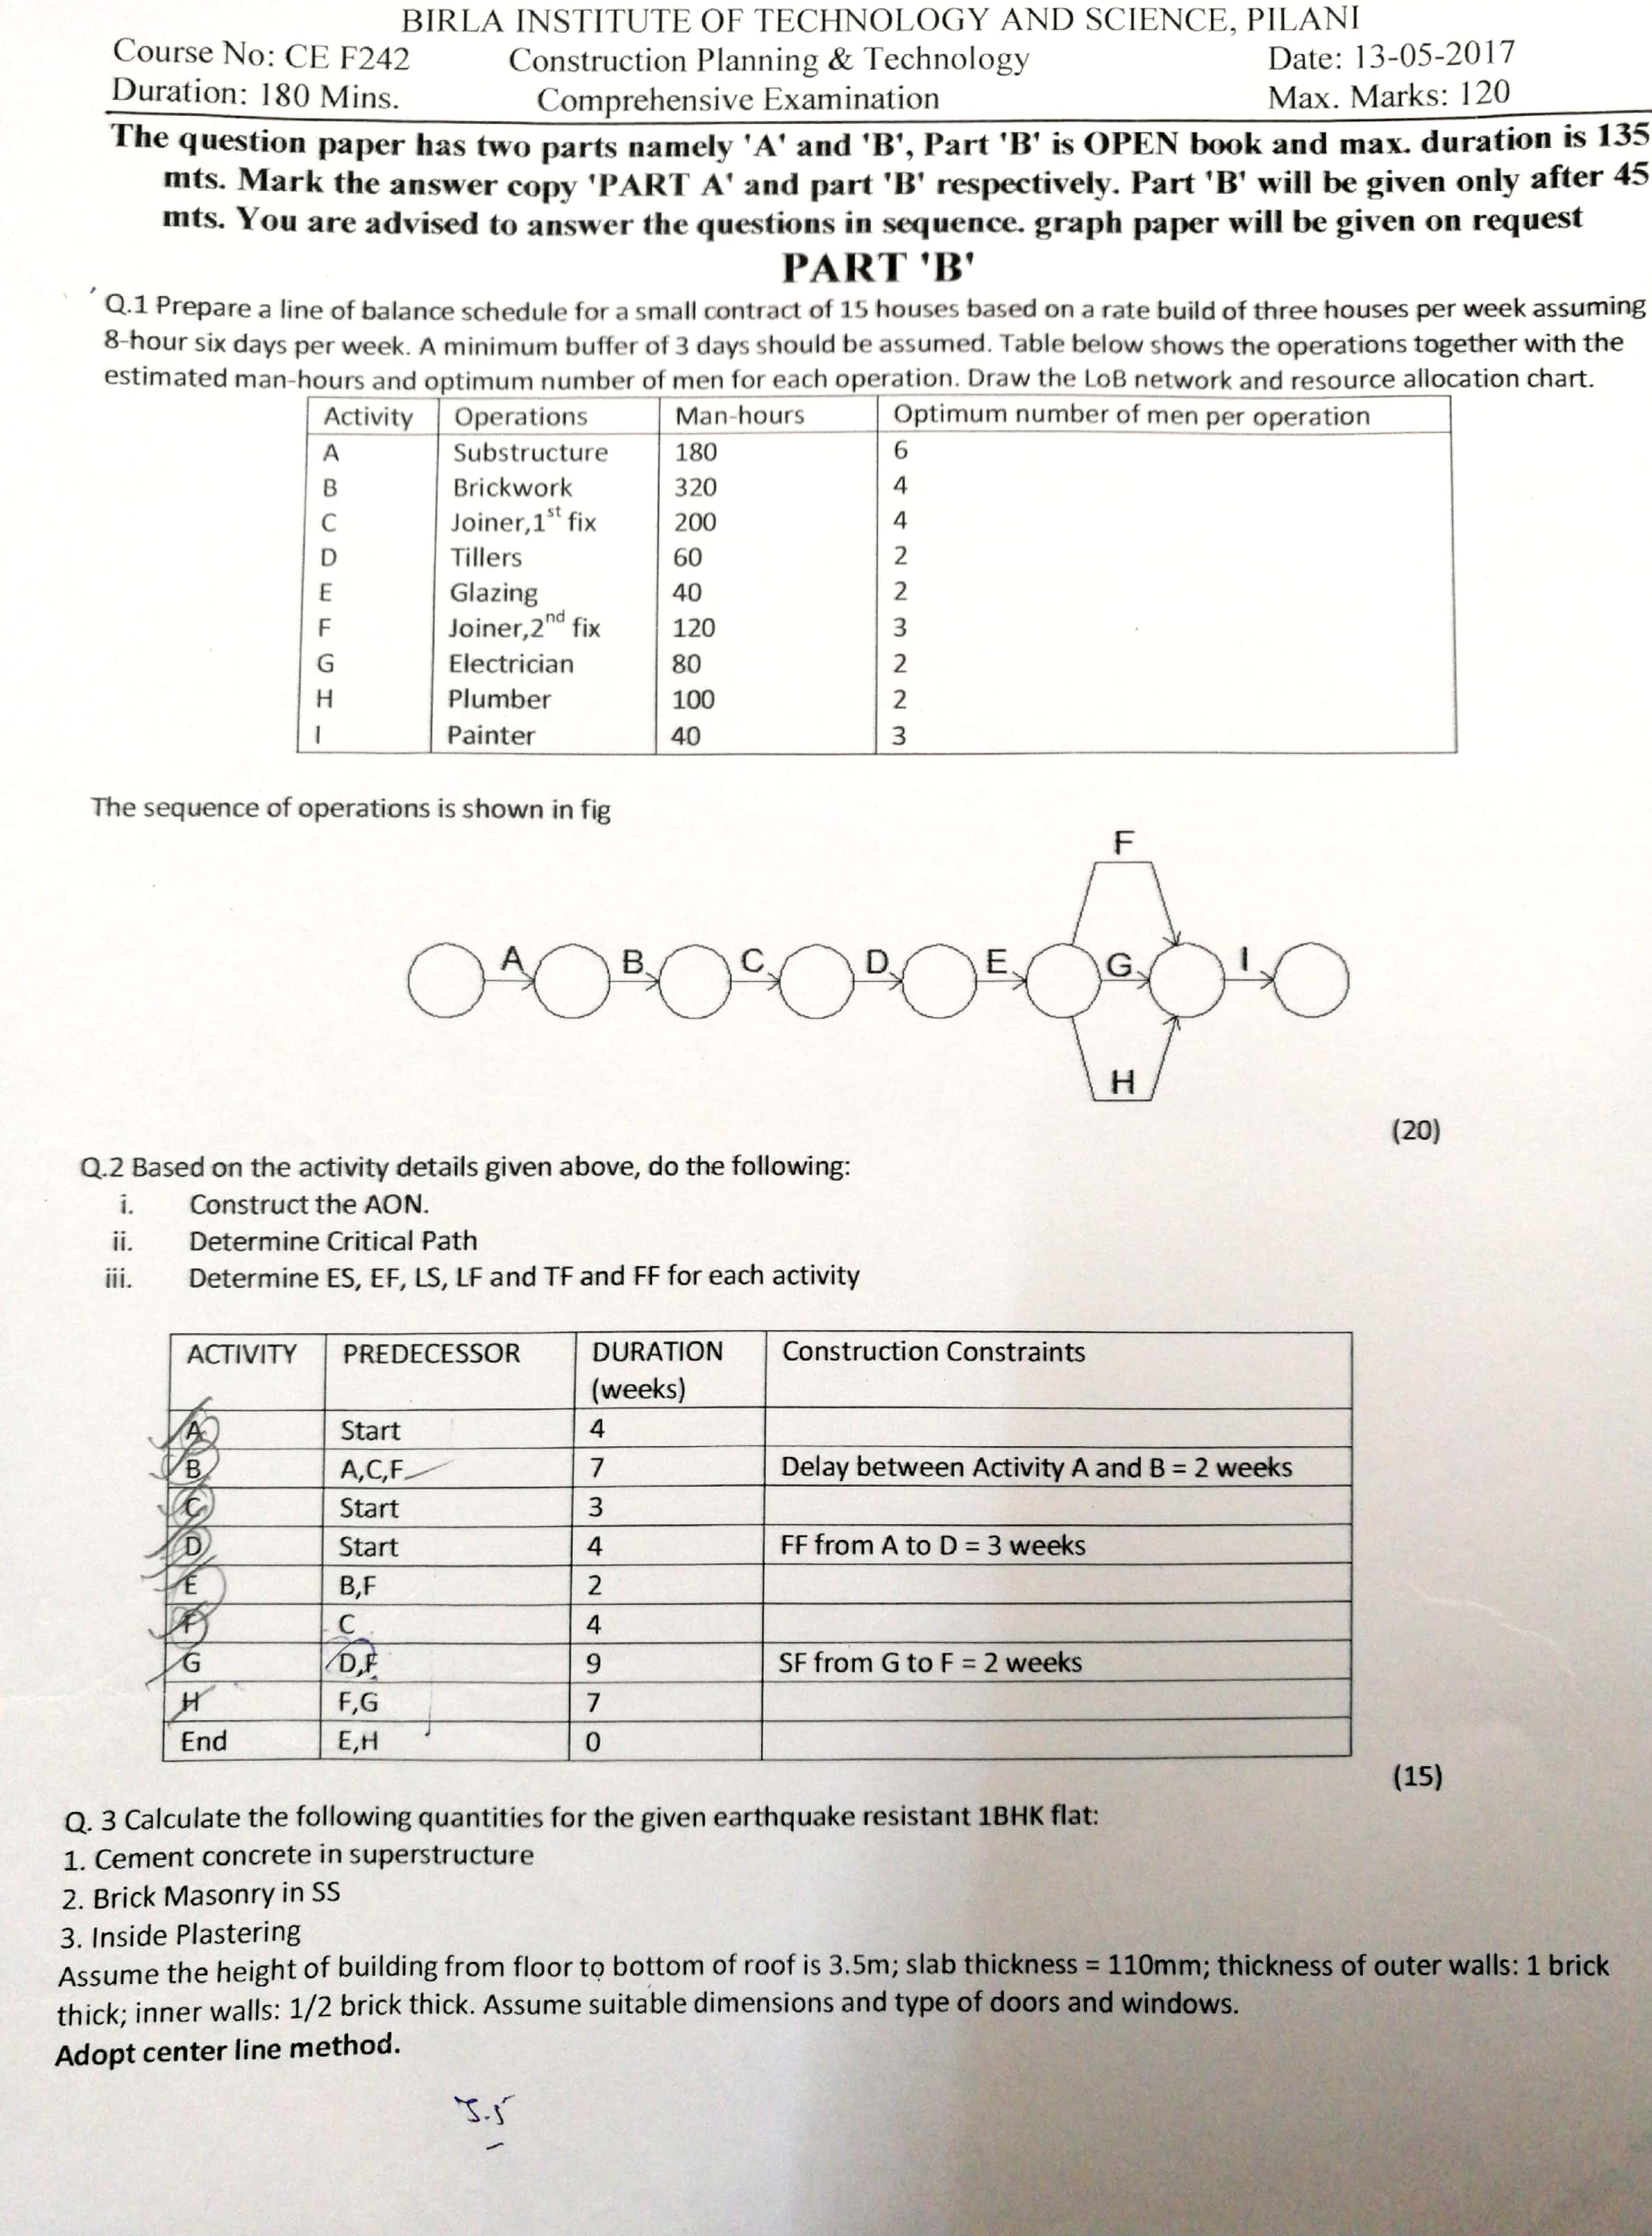 BIRLA INSTITUTE OF TECHNOLOGY AND SCIENCE, PILANI
Course No: CE F242 Construction Planning & Technology Date: 13-05-2017
Duration: 180 Mins. Comprehensive Examination Max. Marks: 120
The question paper has two parts namely 'A' and 'B', Part 'B' is OPEN book and max. duration is 135
mts. Mark the answer copy 'PART A' and part 'B' respectively. Part 'B' will be given only after 45
mts. You are advised to answer the questions in sequence. graph paper will be given on request
PART 'B'
Q.1 Prepare a line of balance schedule for a small contract of 15 houses based on a rate build of three houses per week assuming
8-hour six days per week. A minimum buffer of 3 days should be assumed. Table below shows the operations together with the
estimated man-hours and optimum number of men for each operation. Draw the LoB network and resource allocation chart.
Activity Operations Man-hours Optimum number of men per operation
A Substructure 180 6
B Brickwork 320 4
C Joiner,1st fix 200 4
D Tillers 60 2
E Glazing 40 2
F Joiner,2nd fix 120 3
G Electrician 80 2
H Plumber 100 2
I Painter 40 3
The sequence of operations is shown in fig
F
A B C D E G I
H
(20)
Q.2 Based on the activity details given above, do the following:
i. Construct the AON.
ii. Determine Critical Path
iii. Determine ES, EF, LS, LF and TF and FF for each activity
ACTIVITY PREDECESSOR DURATION Construction Constraints
(weeks)
A Start 4
B A,C,F 7 Delay between Activity A and B = 2 weeks
C Start 3
D Start 4 FF from A to D = 3 weeks
E B,F 2
F C 4
G D,F 9 SF from G to F = 2 weeks
H F,G 7
End E,H 0
(15)
Q. 3 Calculate the following quantities for the given earthquake resistant 1BHK flat:
1. Cement concrete in superstructure
2. Brick Masonry in SS
3. Inside Plastering
Assume the height of building from floor to bottom of roof is 3.5m; slab thickness = 110mm; thickness of outer walls: 1 brick
thick; inner walls: 1/2 brick thick. Assume suitable dimensions and type of doors and windows.
Adopt center line method.